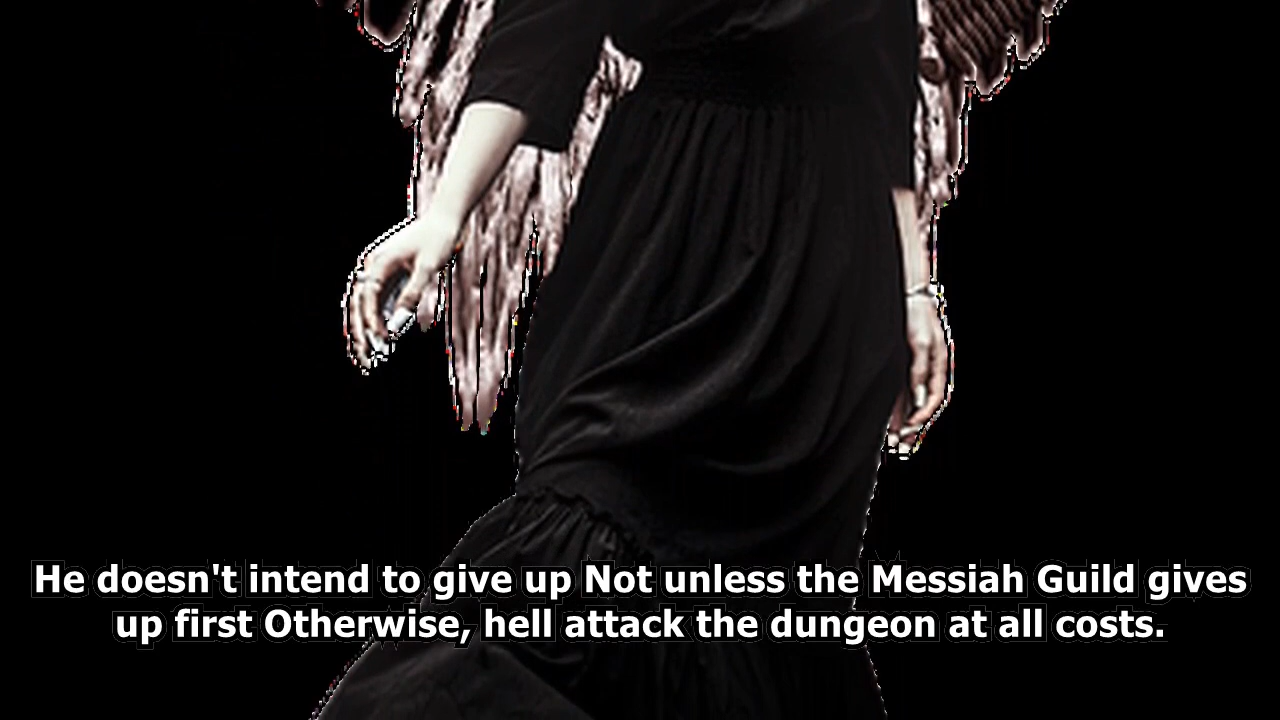 He doesn't intend to give up Not unless the Messiah Guild gives
up first Otherwise, hell attack the dungeon at all costs.